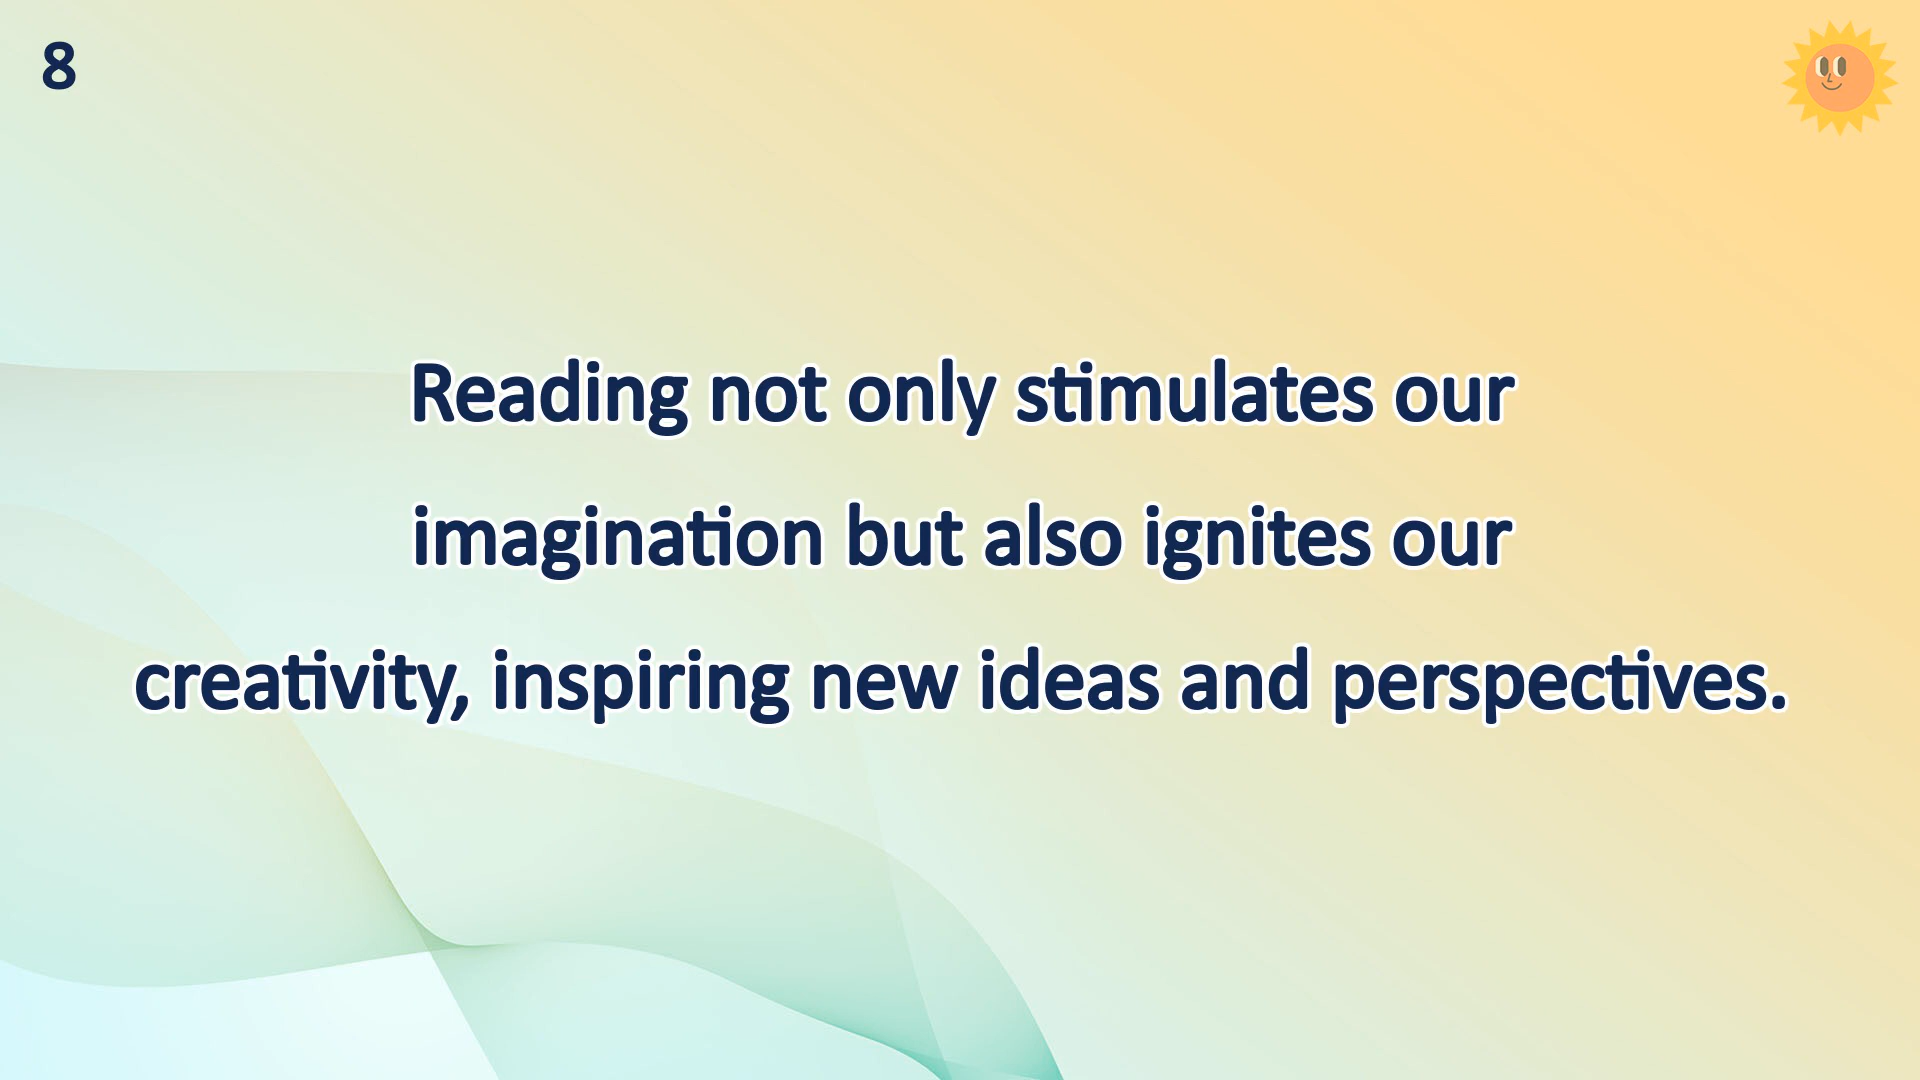 8
Reading not only stimulates our
imagination but also ignites our
creativity, inspiring new ideas and perspectives.